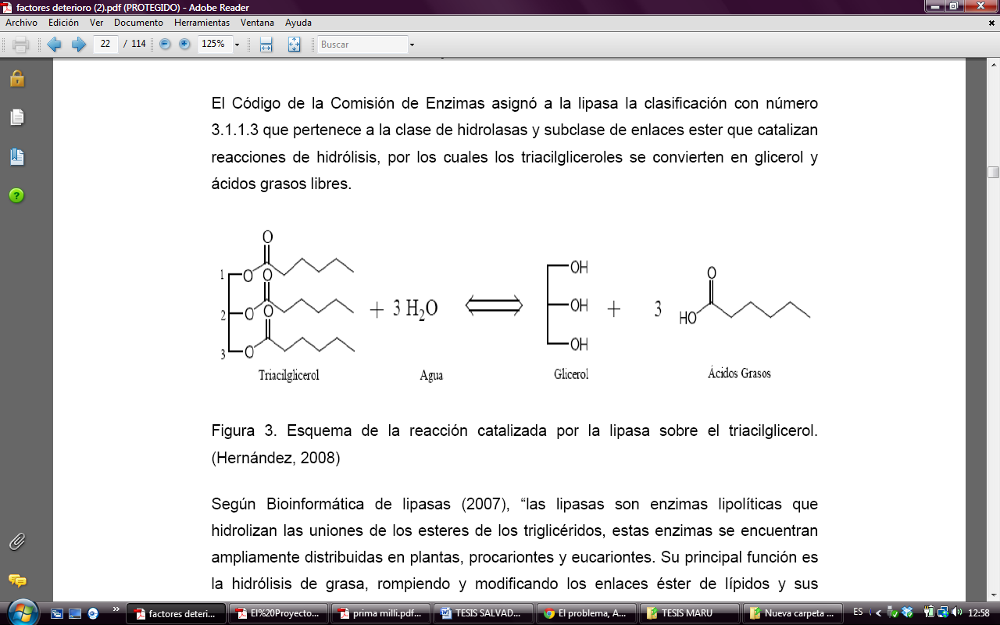 factores deterioro (2).pdf (PROTEGIDO) - Adobe Reader
Archivo Edición Ver Documento Herramientas Ventana Ayuda
22 / 114 125% Buscar
El Código de la Comisión de Enzimas asignó a la lipasa la clasificación con número
3.1.1.3 que pertenece a la clase de hidrolasas y subclase de enlaces ester que catalizan
reacciones de hidrólisis, por los cuales los triacilgliceroles se convierten en glicerol y
ácidos grasos libres.
O
1 O O
2 O O
3 O
+ 3 H₂O
OH
OH
OH
+ 3
O
HO
Triacilglicerol Agua Glicerol Ácidos Grasos
Figura 3. Esquema de la reacción catalizada por la lipasa sobre el triacilglicerol.
(Hernández, 2008)
Según Bioinformática de lipasas (2007), “las lipasas son enzimas lipolíticas que
hidrolizan las uniones de los esteres de los triglicéridos, estas enzimas se encuentran
ampliamente distribuidas en plantas, procariontes y eucariontes. Su principal función es
la hidrólisis de grasa, rompiendo y modificando los enlaces éster de lípidos y sus
» factores deteri... El%20Proyecto... prima milli.pdf... TESIS SALVAD... El problema, A... TESIS MARU Nueva carpeta ES 12:58